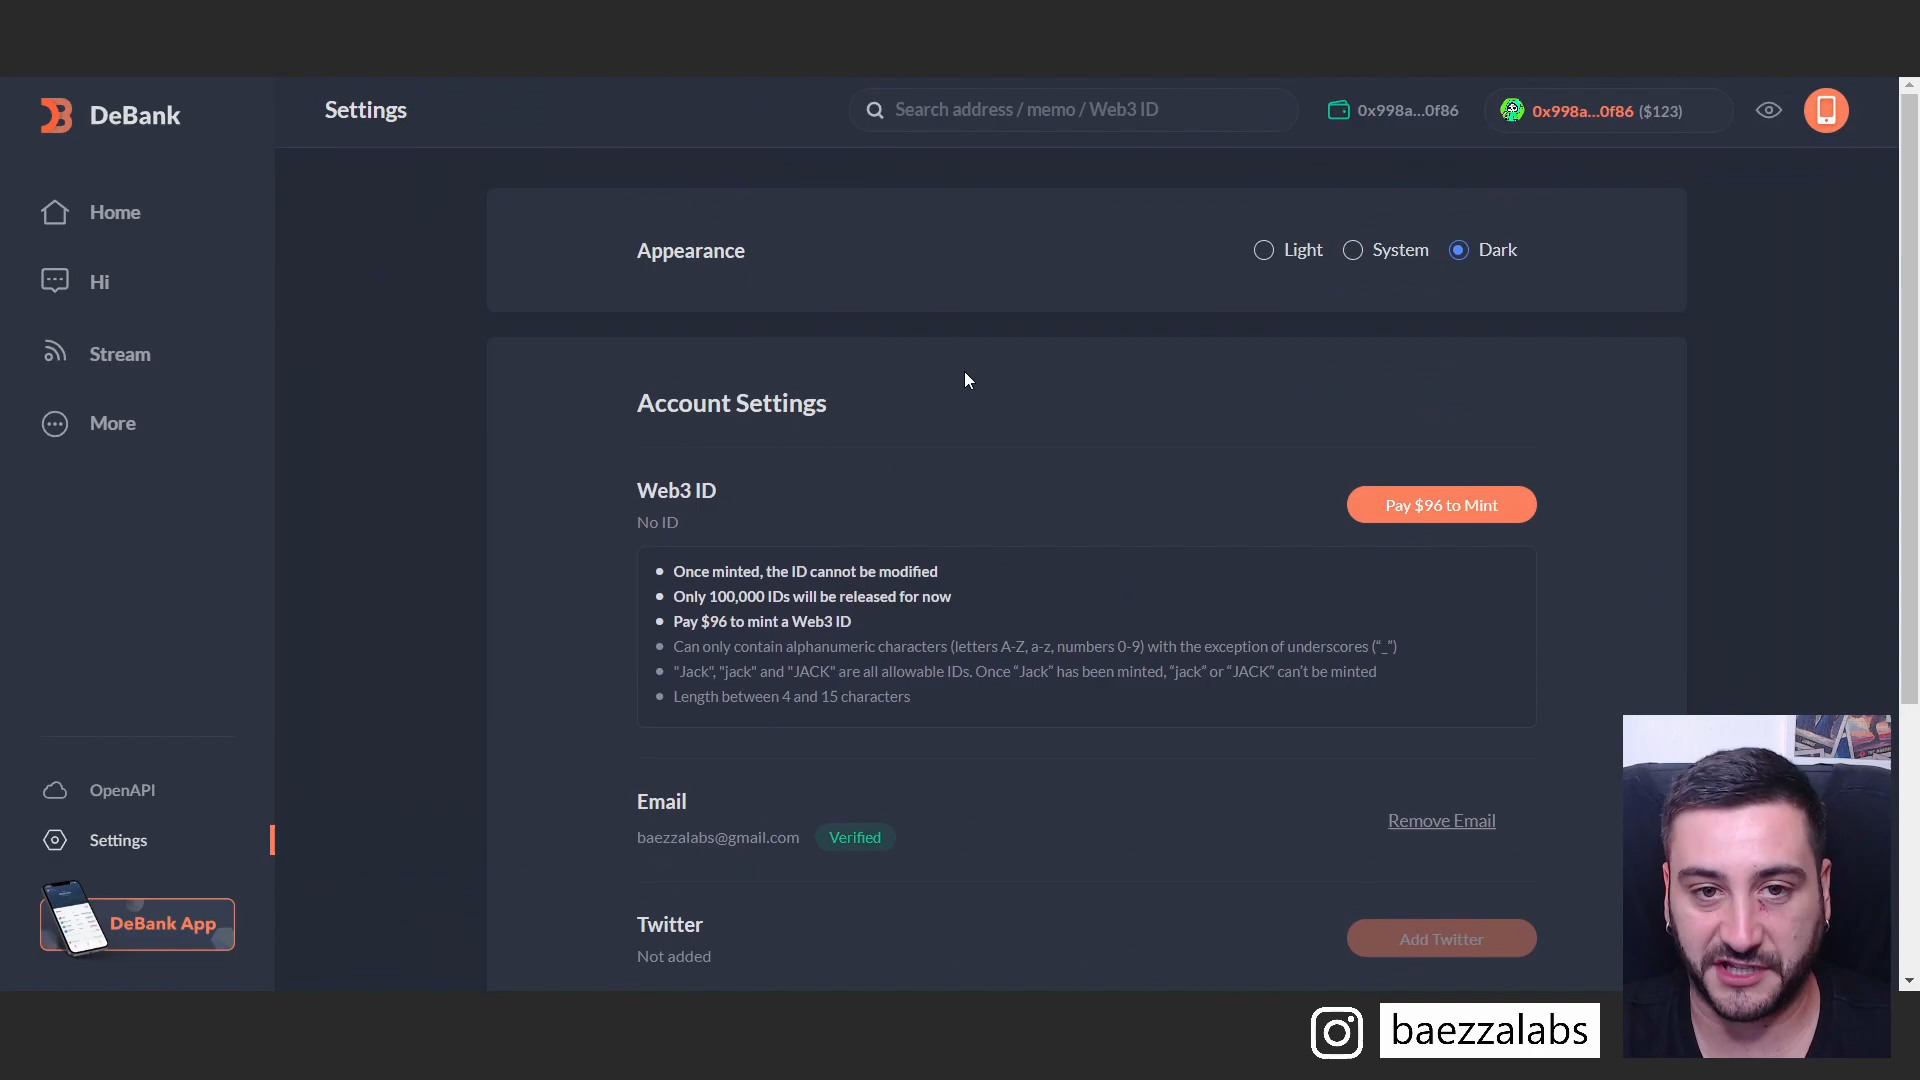 DeBank
Settings
Search address / memo / Web3 ID
0x998a...0f86
0x998a...0f86 ($123)
Home
Hi
Stream
More
OpenAPI
Settings
DeBank App
Appearance
Light
System
Dark
Account Settings
Web3 ID
No ID
Pay $96 to Mint
Once minted, the ID cannot be modified
Only 100,000 IDs will be released for now
Pay $96 to mint a Web3 ID
Can only contain alphanumeric characters (letters A-Z, a-z, numbers 0-9) with the exception of underscores (“_”)
"Jack", "jack" and "JACK" are all allowable IDs. Once “Jack” has been minted, “jack” or “JACK” can’t be minted
Length between 4 and 15 characters
Email
baezzalabs@gmail.com
Verified
Remove Email
Twitter
Not added
Add Twitter
baezzalabs